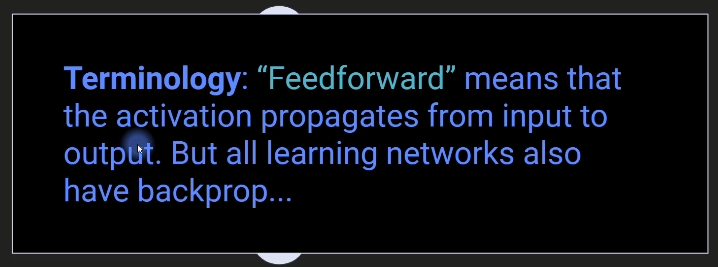 Terminology: “Feedforward” means that
the activation propagates from input to
output. But all learning networks also
have backprop...